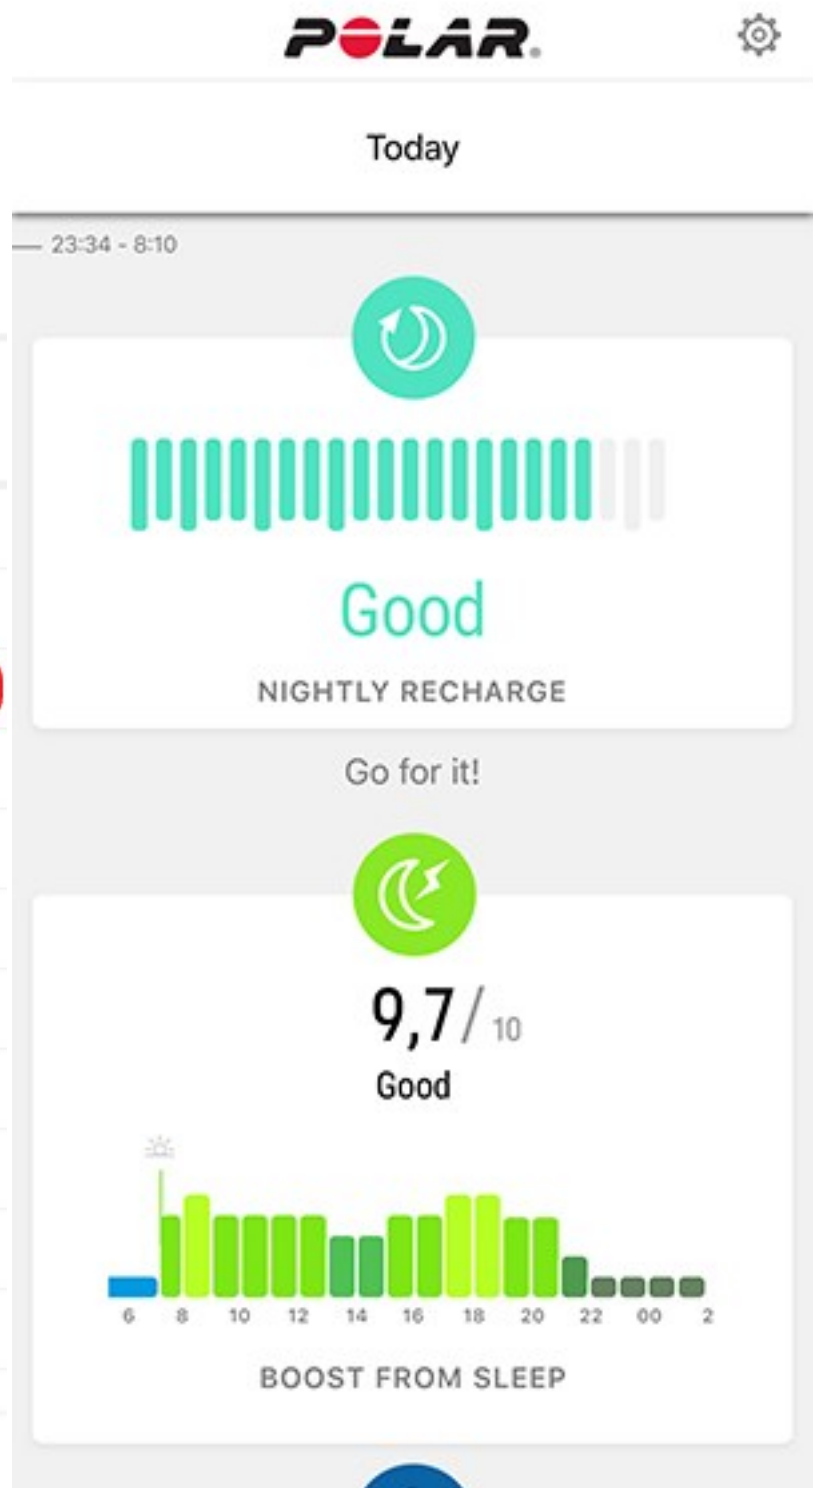 POLAR®
Today
23:34 - 8:10
Good
NIGHTLY RECHARGE
Go for it!
9,7/10
Good
6 8 10 12 14 16 18 20 22 00 2
BOOST FROM SLEEP